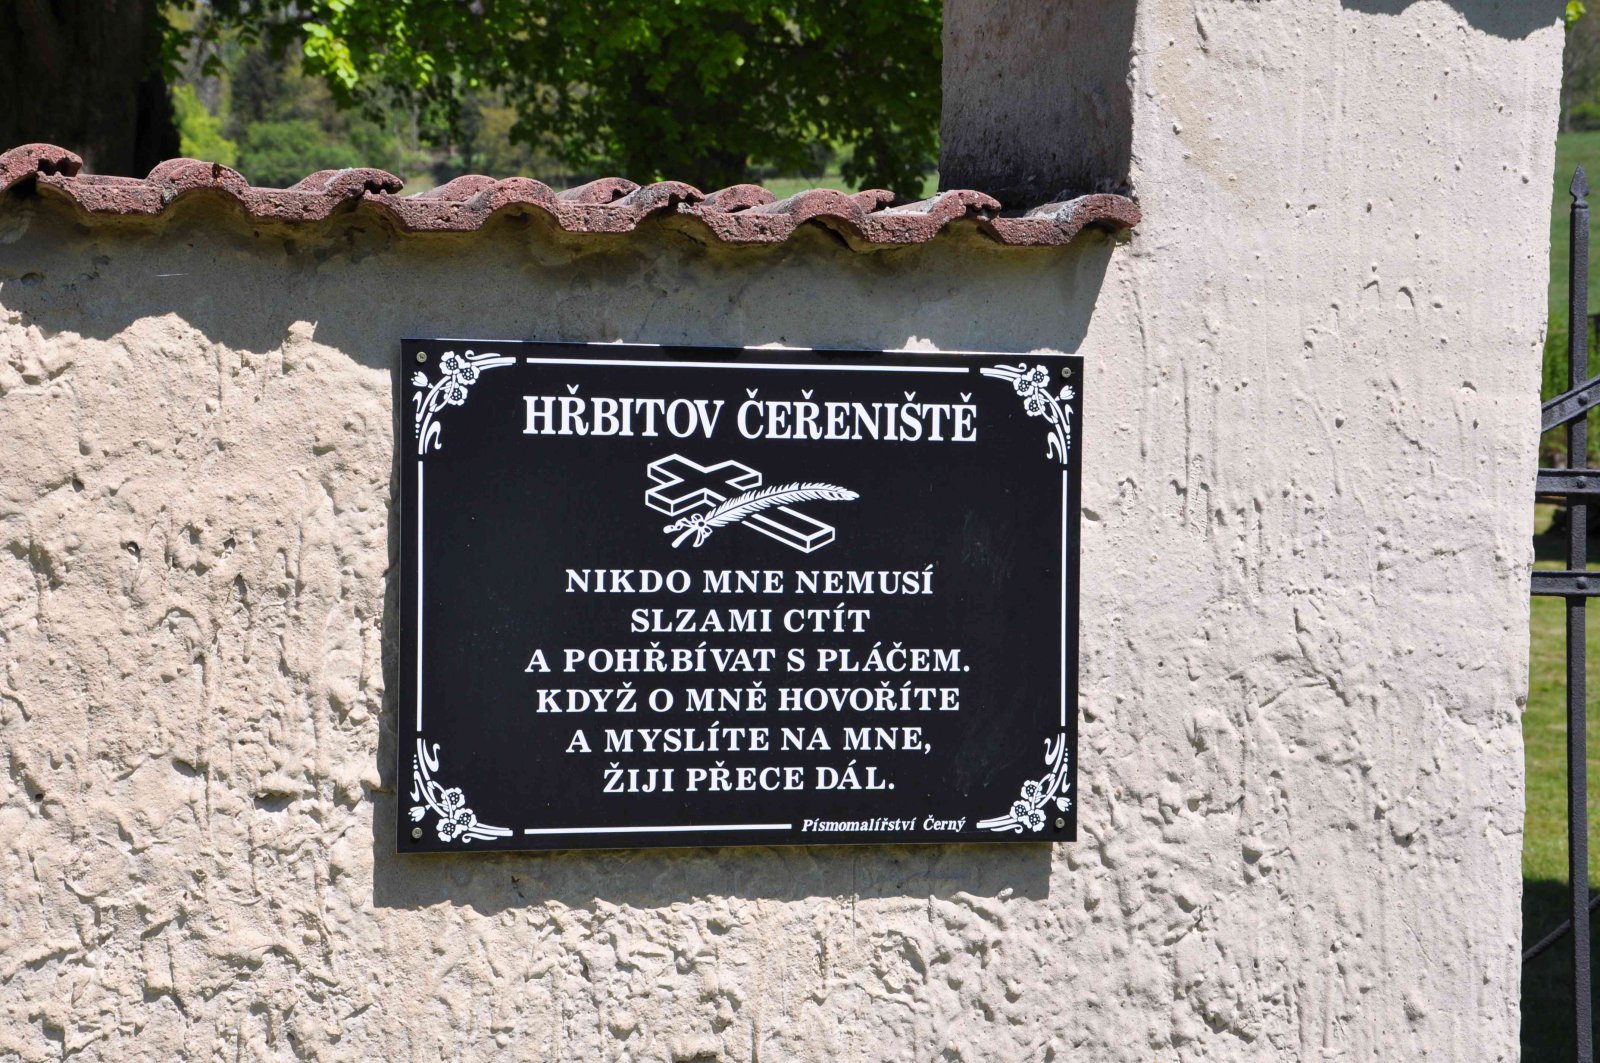 HŘBITOV ČEŘENIŠTĚ
NIKDO MNE NEMUSÍ
SLZAMI CTÍT
A POHŘBÍVAT S PLÁČEM.
KDYŽ O MNĚ HOVOŘÍTE
A MYSLÍTE NA MNE,
ŽIJI PŘECE DÁL.
Písmomalířství Černý